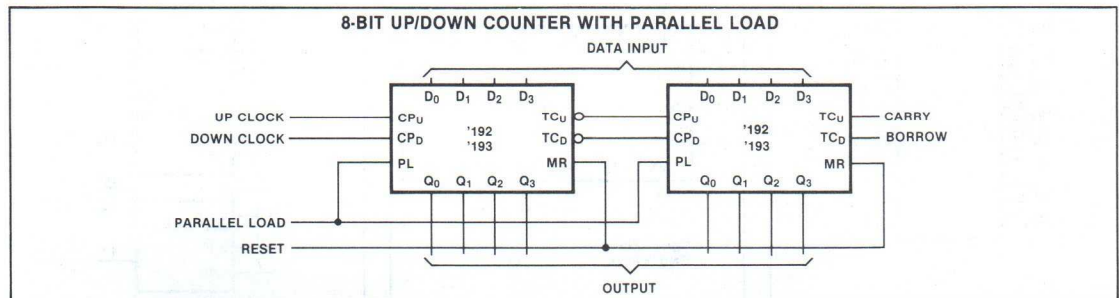 8-BIT UP/DOWN COUNTER WITH PARALLEL LOAD
DATA INPUT
D0 D1 D2 D3 D0 D1 D2 D3
UP CLOCK CPU TCU CPU TCU CARRY
DOWN CLOCK CPD '192 TCD CPD '192 TCD BORROW
'193 '193
PL MR PL MR
Q0 Q1 Q2 Q3 Q0 Q1 Q2 Q3
PARALLEL LOAD
RESET
OUTPUT